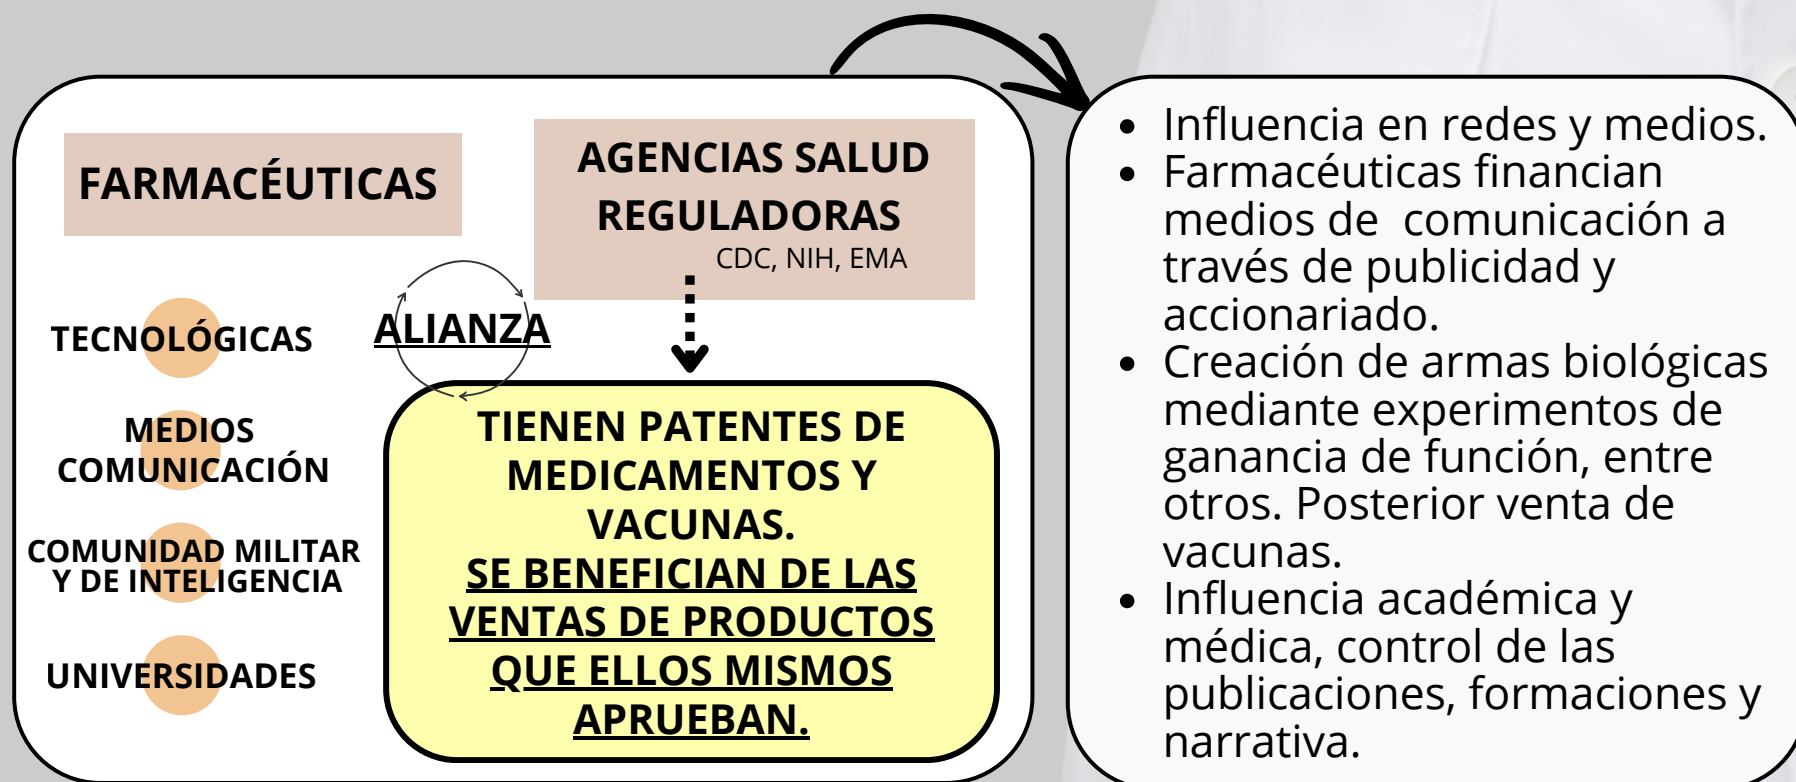 FARMACÉUTICAS
AGENCIAS SALUD
REGULADORAS
CDC, NIH, EMA
ALIANZA
TECNOLÓGICAS
MEDIOS
COMUNICACIÓN
COMUNIDAD MILITAR
Y DE INTELIGENCIA
UNIVERSIDADES
TIENEN PATENTES DE
MEDICAMENTOS Y
VACUNAS.
SE BENEFICIAN DE LAS
VENTAS DE PRODUCTOS
QUE ELLOS MISMOS
APRUEBAN.
• Influencia en redes y medios.
• Farmacéuticas financian
medios de comunicación a
través de publicidad y
accionariado.
• Creación de armas biológicas
mediante experimentos de
ganancia de función, entre
otros. Posterior venta de
vacunas.
• Influencia académica y
médica, control de las
publicaciones, formaciones y
narrativa.